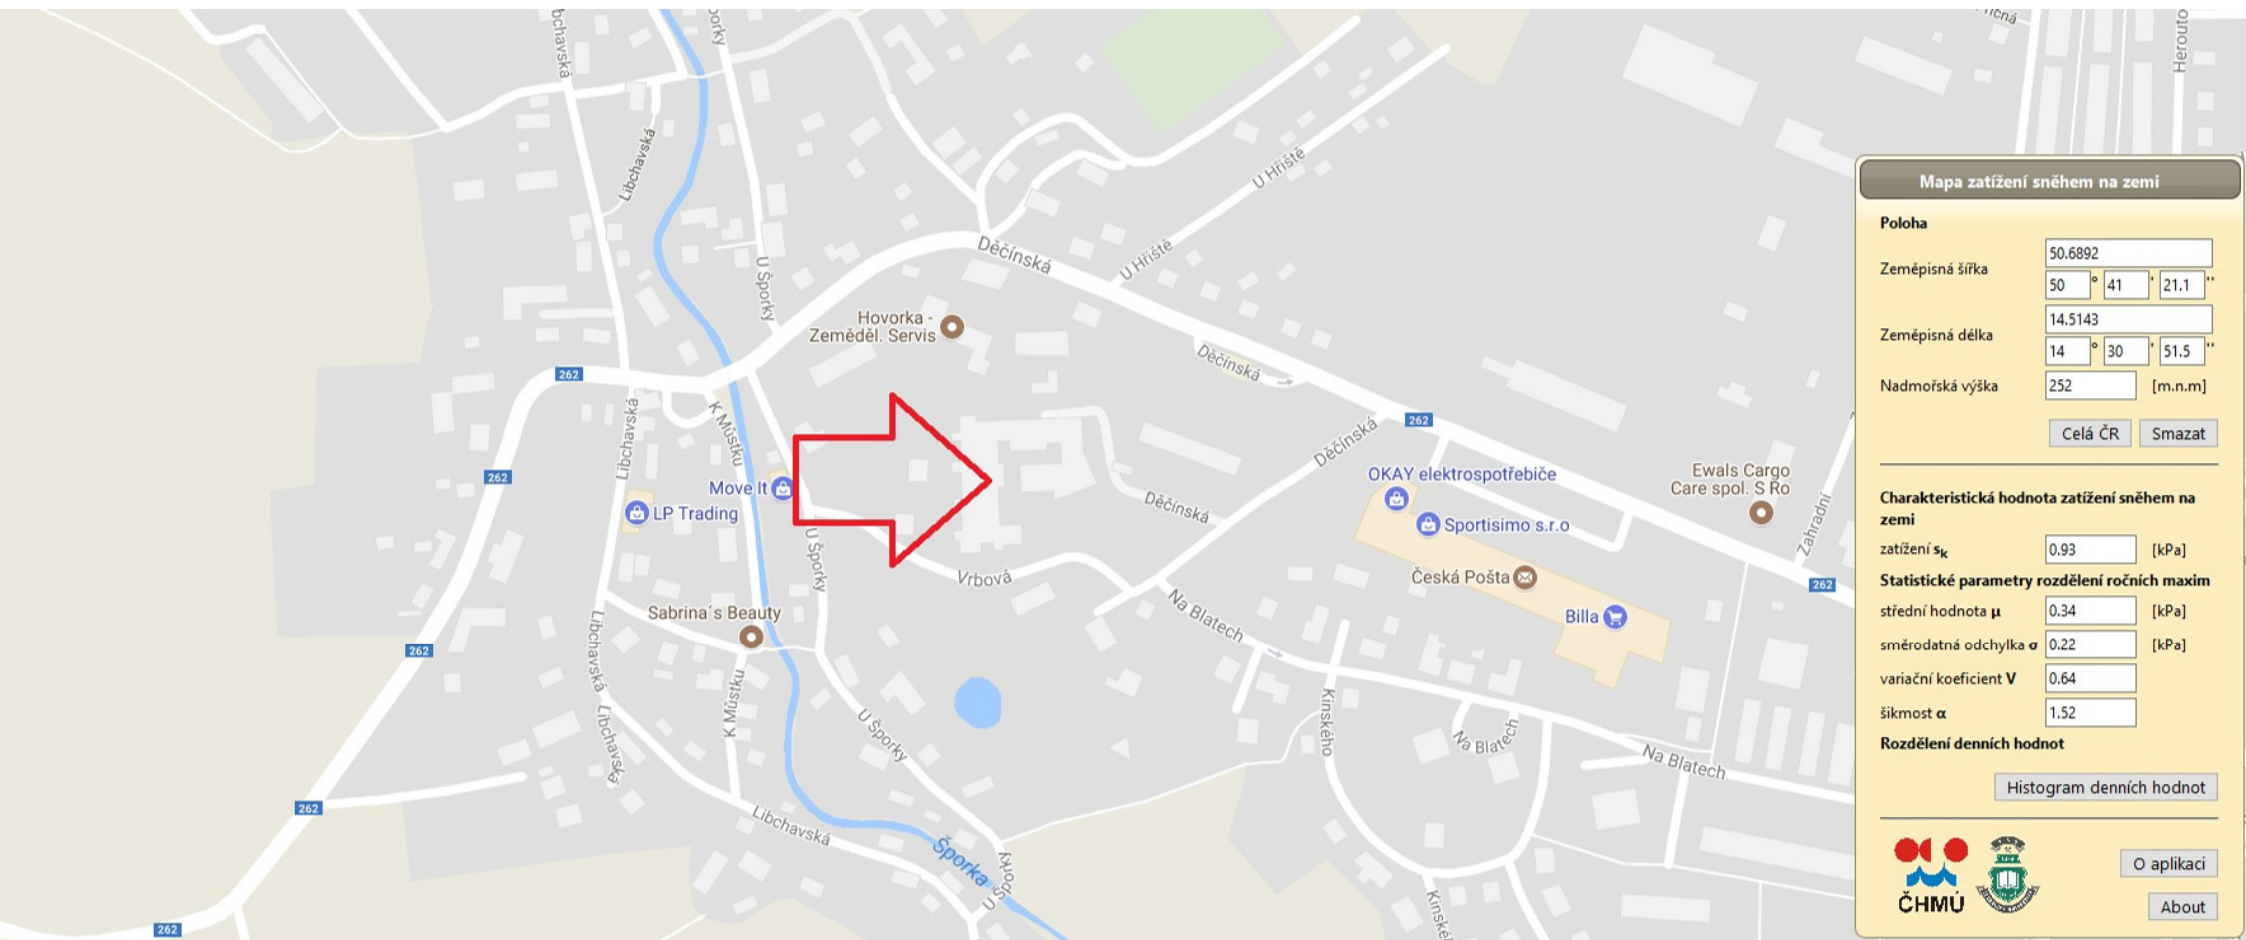 bchavská
orky
řičná
Herouto
Libchavská
U Hřiště
U Hřiště
Děčínská
U Šporky
Hovorka -
Zeměděl. Servis
Děčínská
262
262
K Můstku
Libchavská
Děčínská
262
OKAY elektrospotřebiče
Ewals Cargo
Care spol. S Ro
Move It
LP Trading
Děčínská
Sportisimo s.r.o
Zahradní
U Šporky
Vrbová
Česká Pošta
262
Sabrina´s Beauty
Na Blatech
Billa
262
Libchavská
K Můstku
Libchavská
U Šporky
Kinského
Na Blatech
Na Blatech
262
Libchavská
Šporka
U Šporky
Kinské
262
Mapa zatížení sněhem na zemi
Poloha
Zeměpisná šířka
50.6892
50 ° 41 ' 21.1 ''
Zeměpisná délka
14.5143
14 ° 30 ' 51.5 ''
Nadmořská výška 252 [m.n.m]
Celá ČR Smazat
Charakteristická hodnota zatížení sněhem na
zemi
zatížení sk 0.93 [kPa]
Statistické parametry rozdělení ročních maxim
střední hodnota μ 0.34 [kPa]
směrodatná odchylka σ 0.22 [kPa]
variační koeficient V 0.64
šikmost α 1.52
Rozdělení denních hodnot
Histogram denních hodnot
ČHMÚ
O aplikaci
About